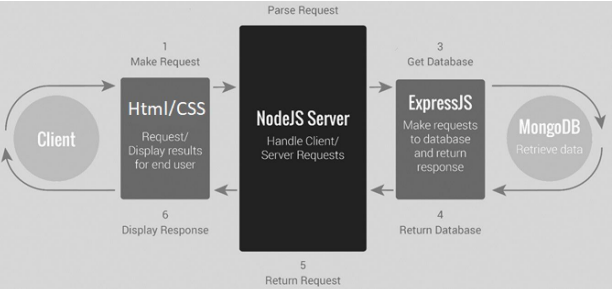 Parse Request
1
Make Request
3
Get Database
Client
Html/CSS
Request/
Display results
for end user
NodeJS Server
Handle Client/
Server Requests
ExpressJS
Make requests
to database
and return
response
MongoDB
Retrieve data
6
Display Response
4
Return Database
5
Return Request